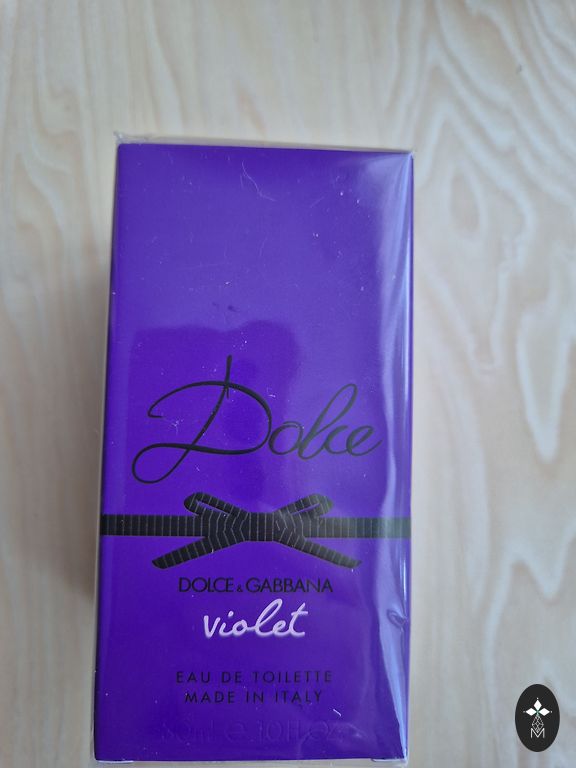 Dolce
DOLCE & GABBANA
violet
EAU DE TOILETTE
MADE IN ITALY